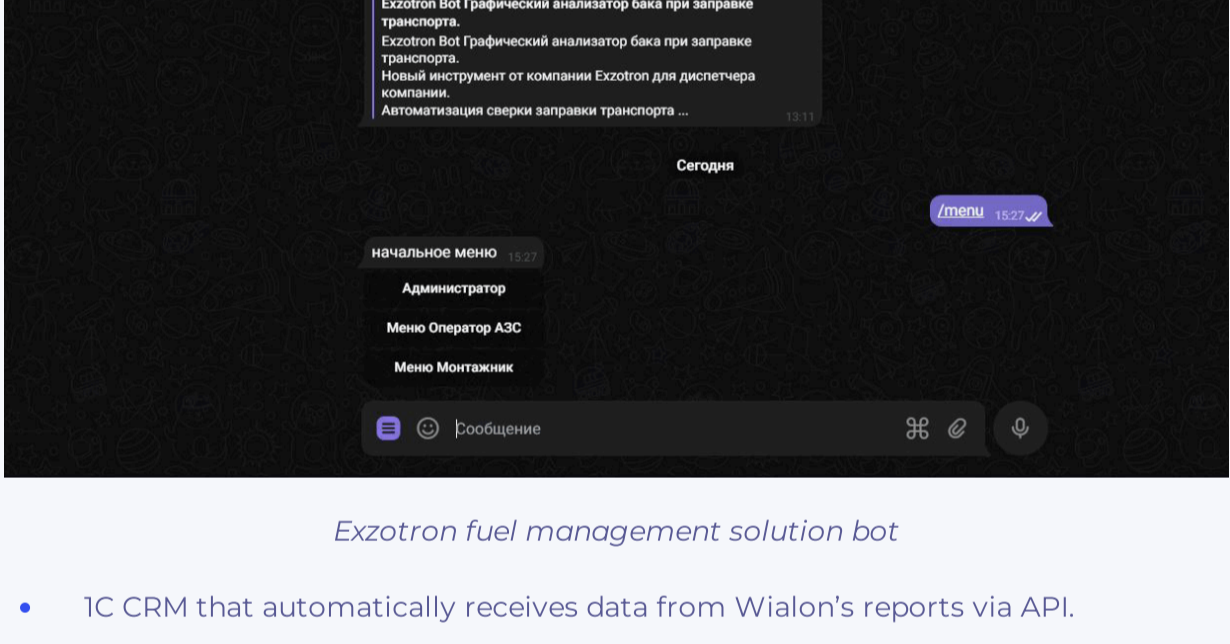 Exzotron Bot Графический анализатор бака при заправке
транспорта.
Exzotron Bot Графический анализатор бака при заправке
транспорта.
Новый инструмент от компании Exzotron для диспетчера
компании.
Автоматизация сверки заправки транспорта ...
13:11
Сегодня
/menu 15:27
начальное меню 15:27
Администратор
Меню Оператор АЗС
Меню Монтажник
Сообщение
Exzotron fuel management solution bot
1C CRM that automatically receives data from Wialon’s reports via API.